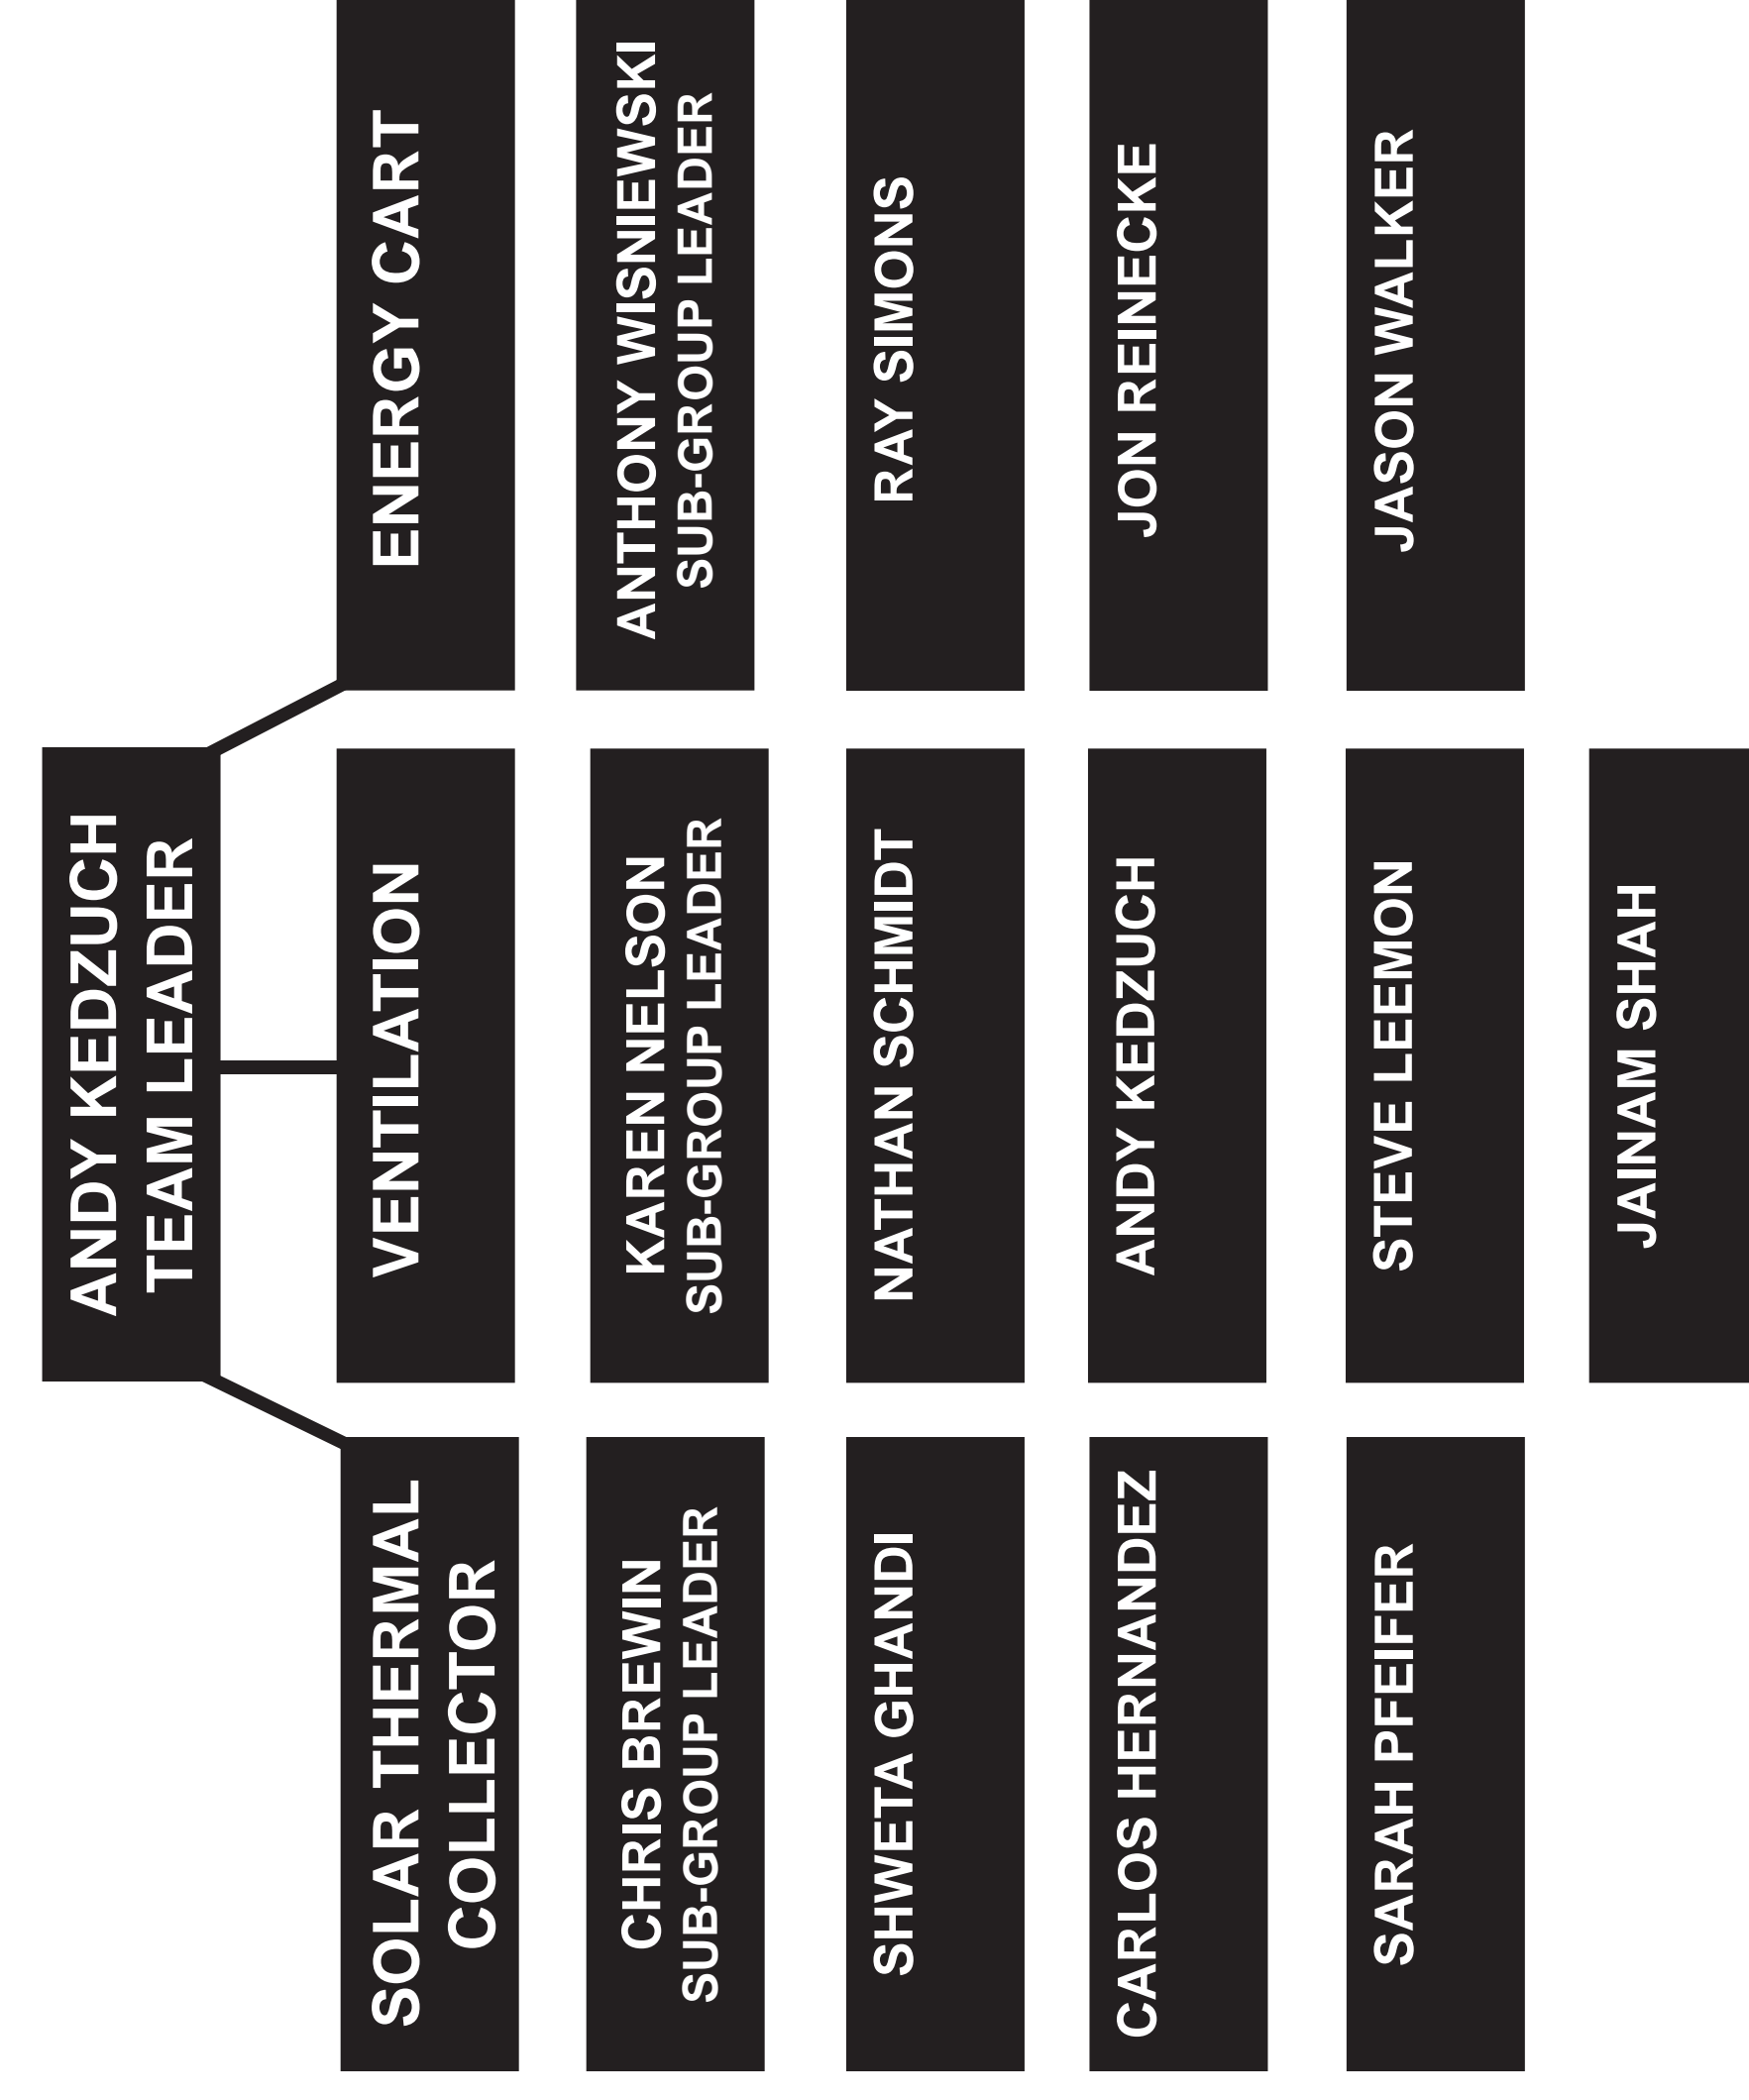 ANDY KEDZUCH
TEAM LEADER
SOLAR THERMAL
COLLECTOR
VENTILATION
ENERGY CART
CHRIS BREWIN
SUB-GROUP LEADER
KAREN NELSON
SUB-GROUP LEADER
ANTHONY WISNIEWSKI
SUB-GROUP LEADER
SHWETA GHANDI
NATHAN SCHMIDT
RAY SIMONS
CARLOS HERNANDEZ
ANDY KEDZUCH
JON REINECKE
SARAH PFEIFER
STEVE LEEMON
JASON WALKER
JAINAM SHAH